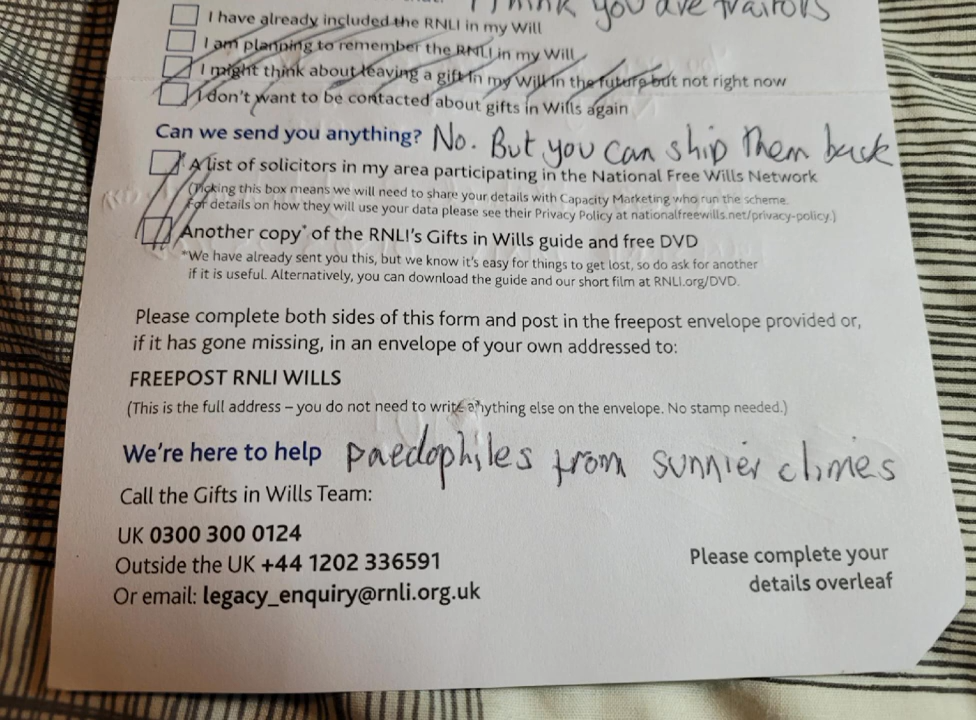 I think you are traitors
I have already included the RNLI in my Will
I am planning to remember the RNLI in my Will
I might think about leaving a gift in my Will in the future but not right now
I don't want to be contacted about gifts in Wills again
Can we send you anything? No. But you can ship them back
A list of solicitors in my area participating in the National Free Wills Network
(Ticking this box means we will need to share your details with Capacity Marketing who run the scheme.
For details on how they will use your data please see their Privacy Policy at nationalfreewills.net/privacy-policy.)
Another copy* of the RNLI's Gifts in Wills guide and free DVD
*We have already sent you this, but we know it's easy for things to get lost, so do ask for another
if it is useful. Alternatively, you can download the guide and our short film at RNLI.org/DVD.
Please complete both sides of this form and post in the freepost envelope provided or,
if it has gone missing, in an envelope of your own addressed to:
FREEPOST RNLI WILLS
(This is the full address – you do not need to write anything else on the envelope. No stamp needed.)
We're here to help paedophiles from sunnier climes
Call the Gifts in Wills Team:
UK 0300 300 0124
Outside the UK +44 1202 336591
Or email: legacy_enquiry@rnli.org.uk
Please complete your
details overleaf